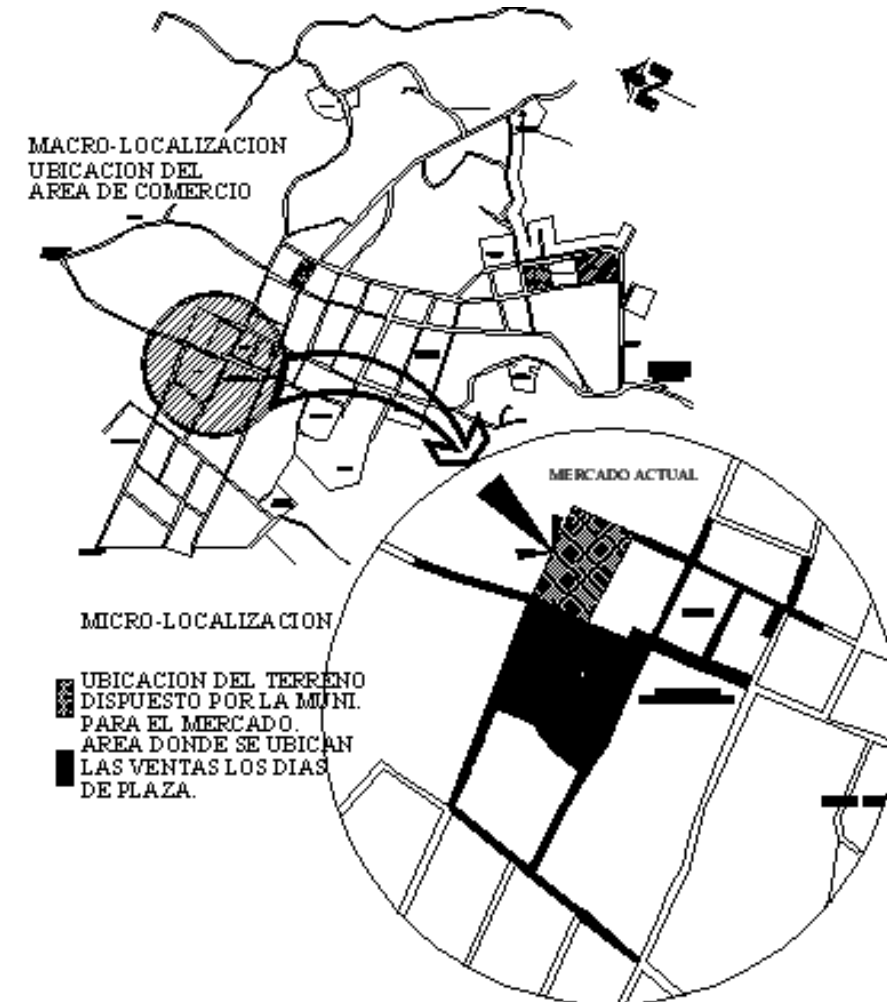 MACRO-LOCALIZACION
UBICACION DEL
AREA DE COMERCIO
MERCADO ACTUAL
MICRO-LOCALIZACION
UBICACION DEL TERRENO
DISPUESTO POR LA MUNI.
PARA EL MERCADO.
AREA DONDE SE UBICAN
LAS VENTAS LOS DIAS
DE PLAZA.